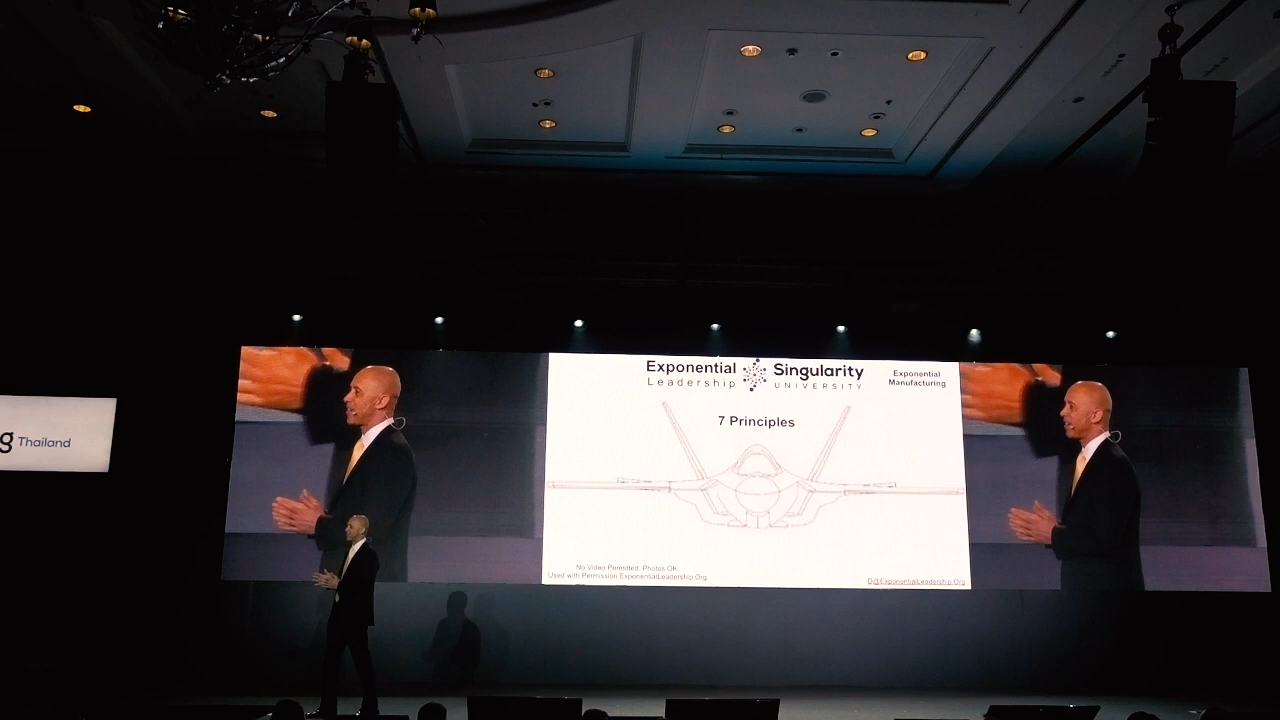 Exponential
Leadership
Singularity
UNIVERSITY
Exponential
Manufacturing
7 Principles
No Video Permitted. Photos OK.
Used with Permission ExponentialLeadership.Org
D@ExponentialLeadership.Org
g Thailand